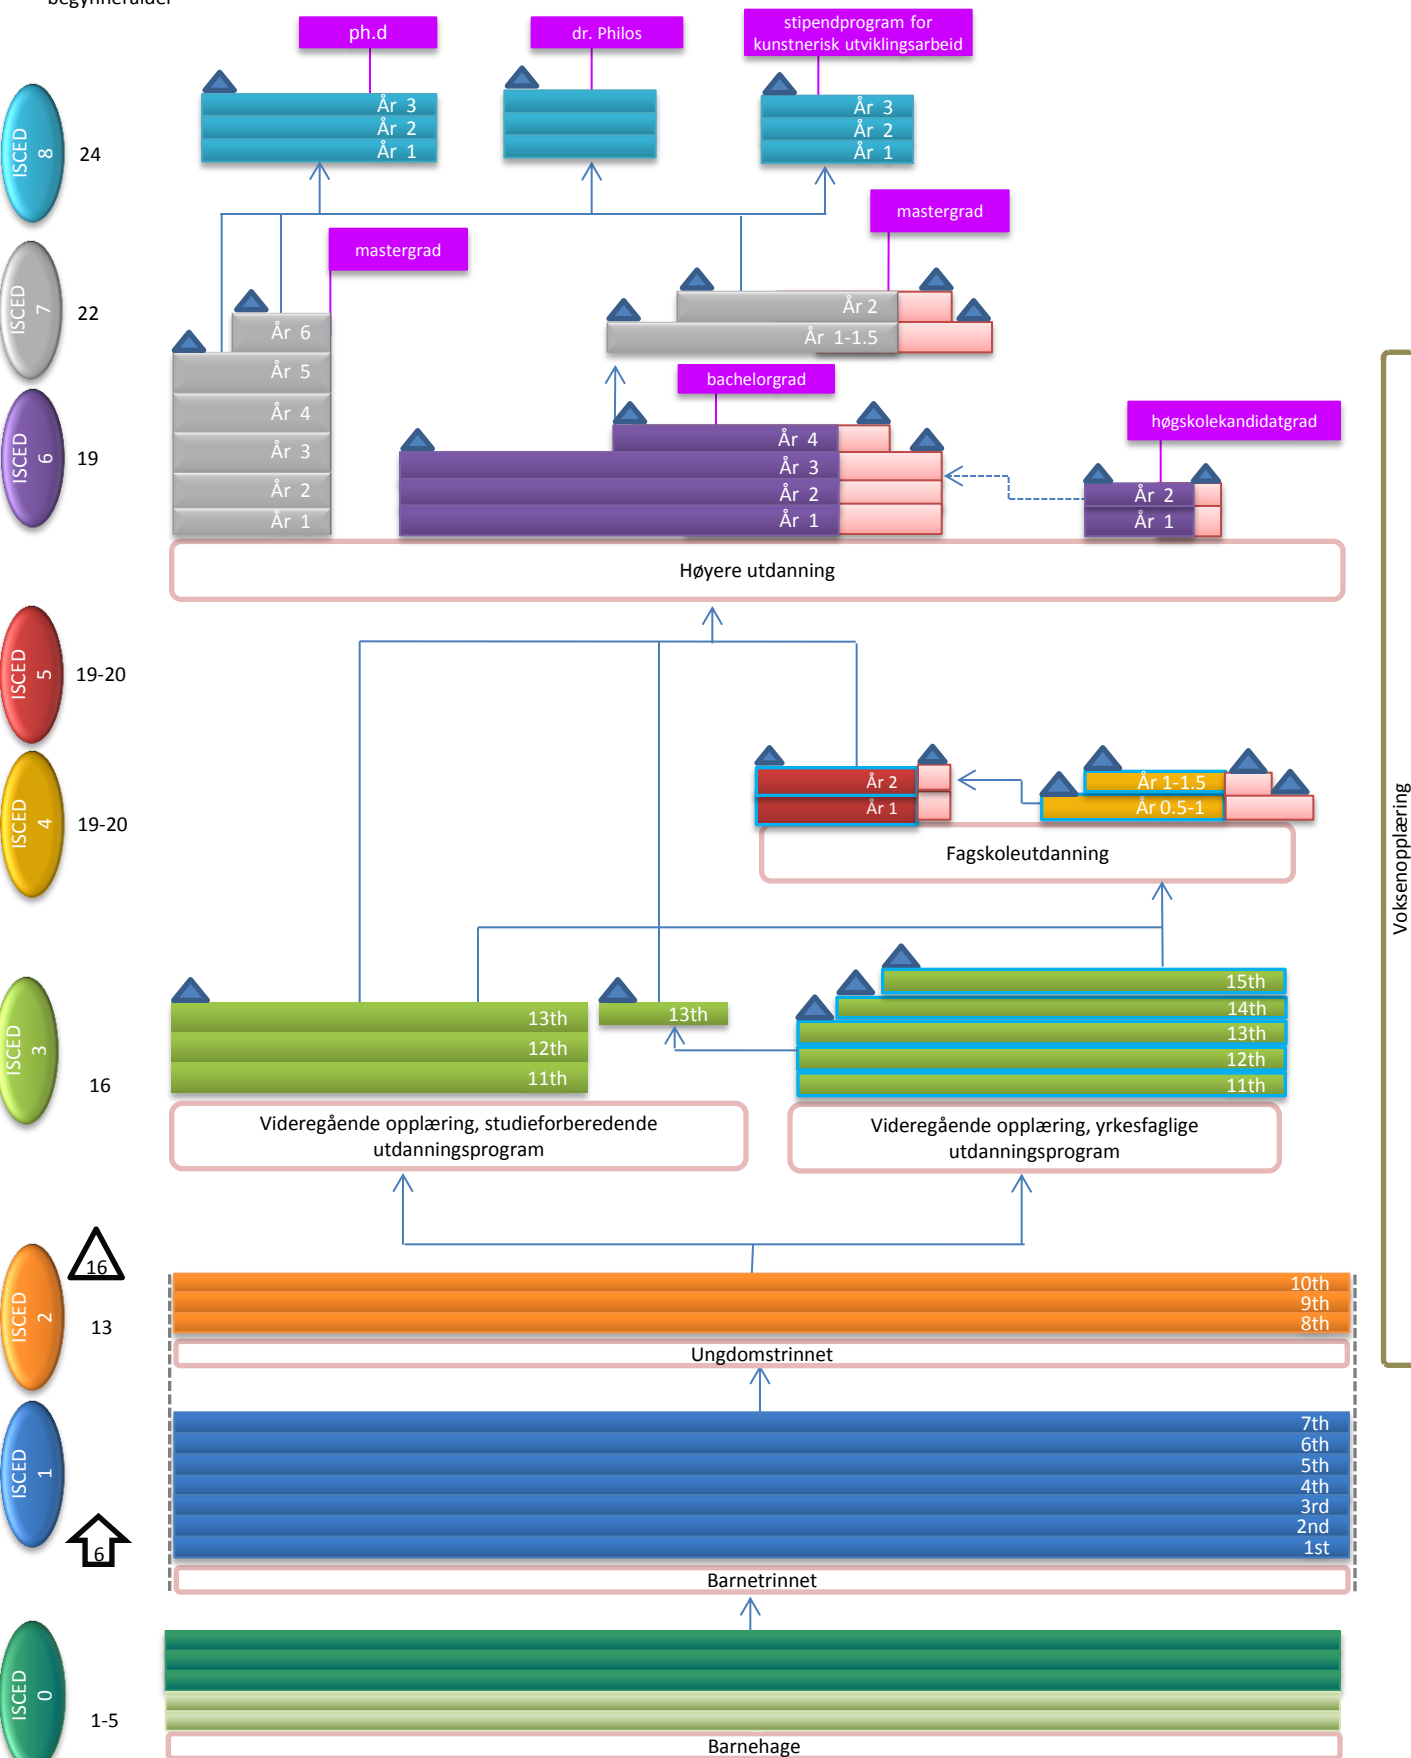 begynneralder
ph.d
dr. Philos
stipendprogram for
kunstnerisk utviklingsarbeid
År 3
År 2
År 1
År 3
År 2
År 1
ISCED
8
24
mastergrad
mastergrad
ISCED
7
22
År 6
År 5
År 4
År 3
År 2
År 1
År 2
År 1-1.5
bachelorgrad
høgskolekandidatgrad
ISCED
6
19
År 4
År 3
År 2
År 1
År 2
År 1
Høyere utdanning
ISCED
5
19-20
ISCED
4
19-20
År 2
År 1
År 1-1.5
År 0.5-1
Fagskoleutdanning
Voksenopplæring
ISCED
3
16
13th
12th
11th
13th
15th
14th
13th
12th
11th
Videregående opplæring, studieforberedende
utdanningsprogram
Videregående opplæring, yrkesfaglige
utdanningsprogram
16
ISCED
2
13
10th
9th
8th
Ungdomstrinnet
ISCED
1
6
7th
6th
5th
4th
3rd
2nd
1st
Barnetrinnet
ISCED
0
1-5
Barnehage